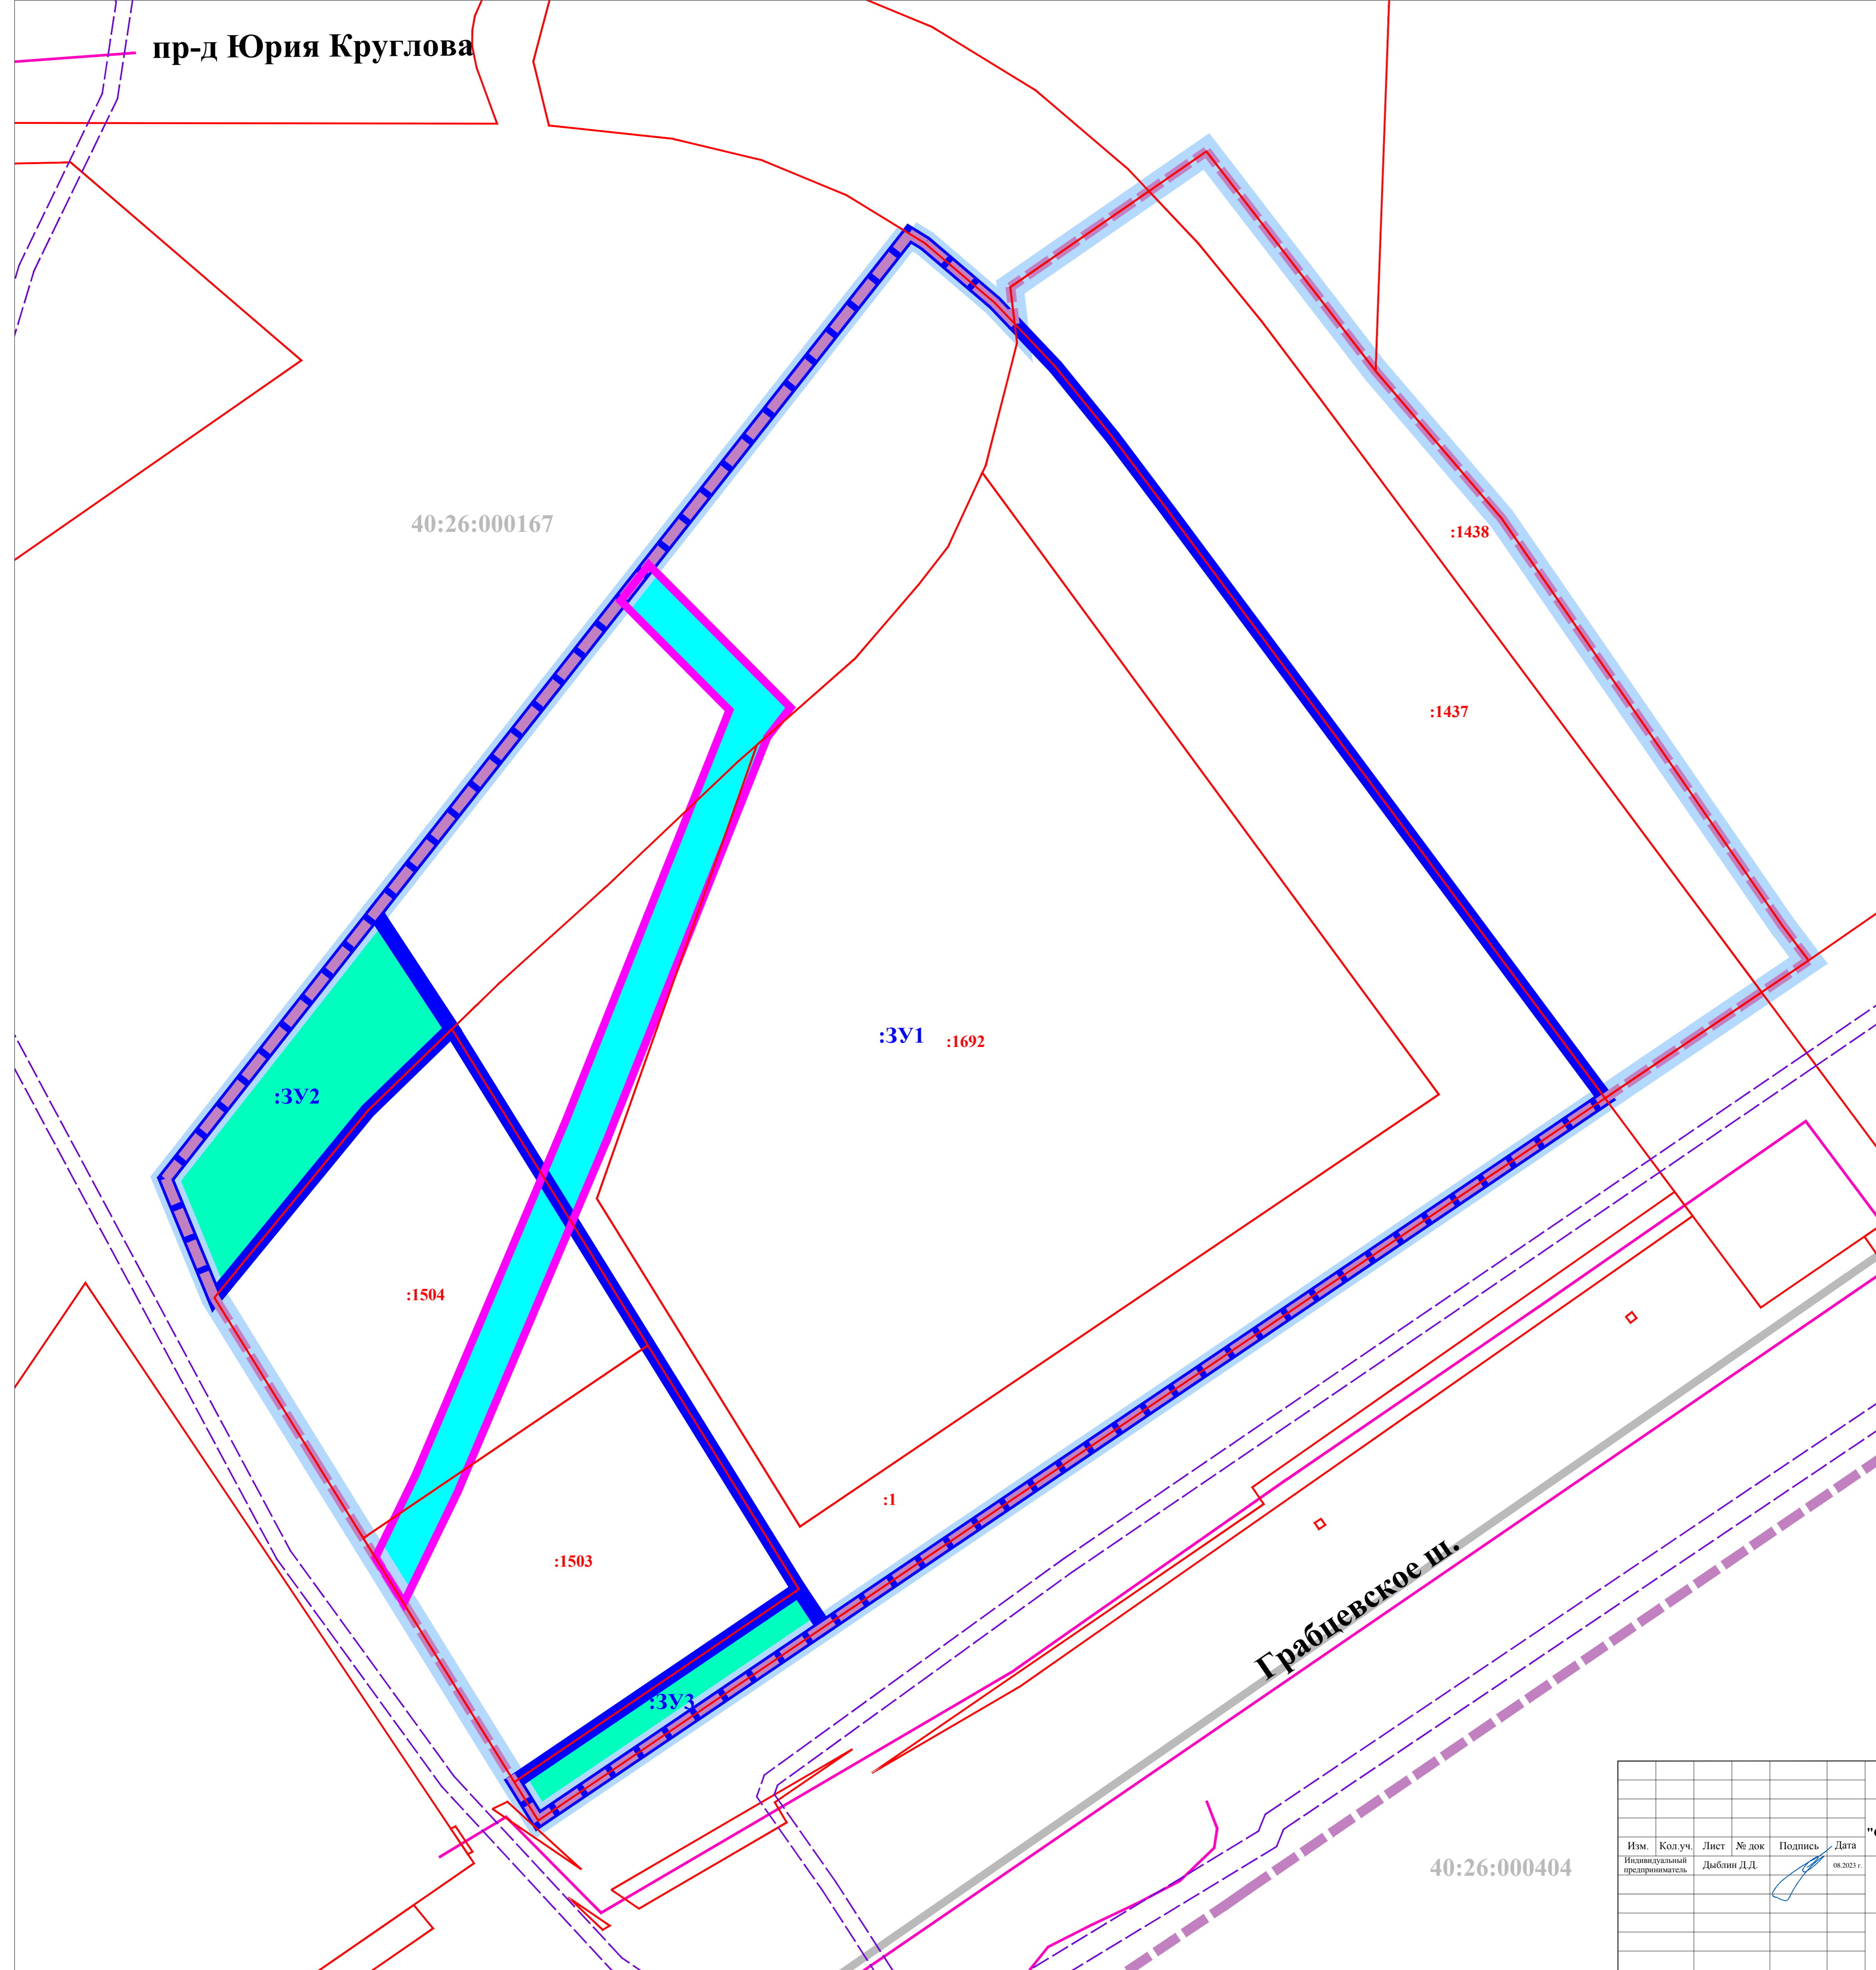 пр-д Юрия Круглова
40:26:000167
:1438
:1437
:ЗУ1
:1692
:ЗУ2
:1504
:1
:1503
Грабцевское ш.
:ЗУ3
40:26:000404
Изм. Кол.уч. Лист № док Подпись Дата
Индивидуальный
предприниматель
Дыблин Д.Д.
08.2023 г.